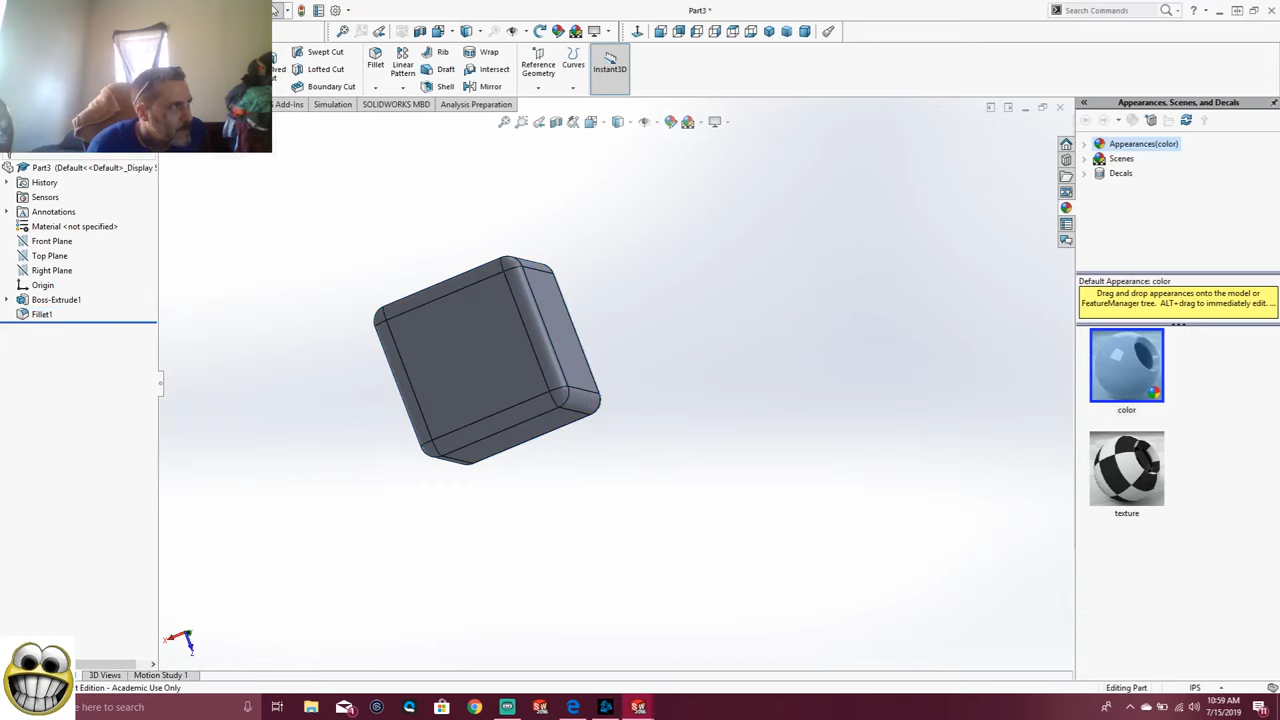 Part3 *
Search Commands
Swept Cut
Rib
Wrap
Lofted Cut
Fillet
Linear
Pattern
Draft
Intersect
Reference
Geometry
Curves
Instant3D
Boundary Cut
Shell
Mirror
Add-Ins
Simulation
SOLIDWORKS MBD
Analysis Preparation
Appearances, Scenes, and Decals
Appearances(color)
Scenes
Decals
Part3 (Default<<Default>_Display S
History
Sensors
Annotations
Material <not specified>
Front Plane
Top Plane
Right Plane
Origin
Boss-Extrude1
Fillet1
Default Appearance: color
Drag and drop appearances onto the model or
FeatureManager tree. ALT+drag to immediately edit. ...
color
texture
X
Z
3D Views
Motion Study 1
t Edition - Academic Use Only
Editing Part
IPS
here to search
10:59 AM
7/15/2019